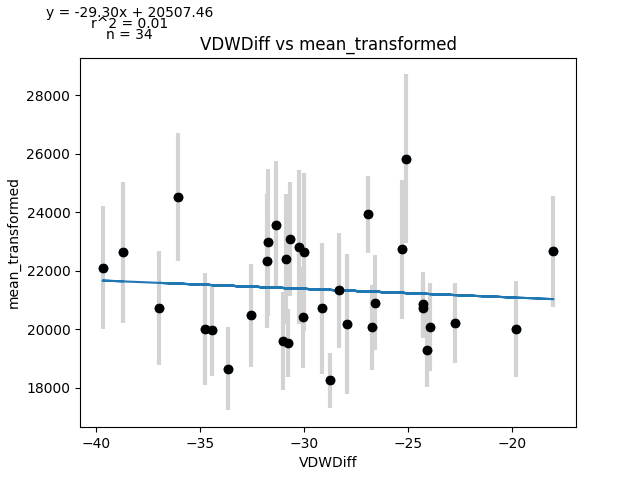 y = -29.30x + 20507.46
r^2 = 0.01
n = 34
VDWDiff vs mean_transformed
28000
26000
24000
22000
20000
18000
mean_transformed
−40
−35
−30
−25
−20
VDWDiff